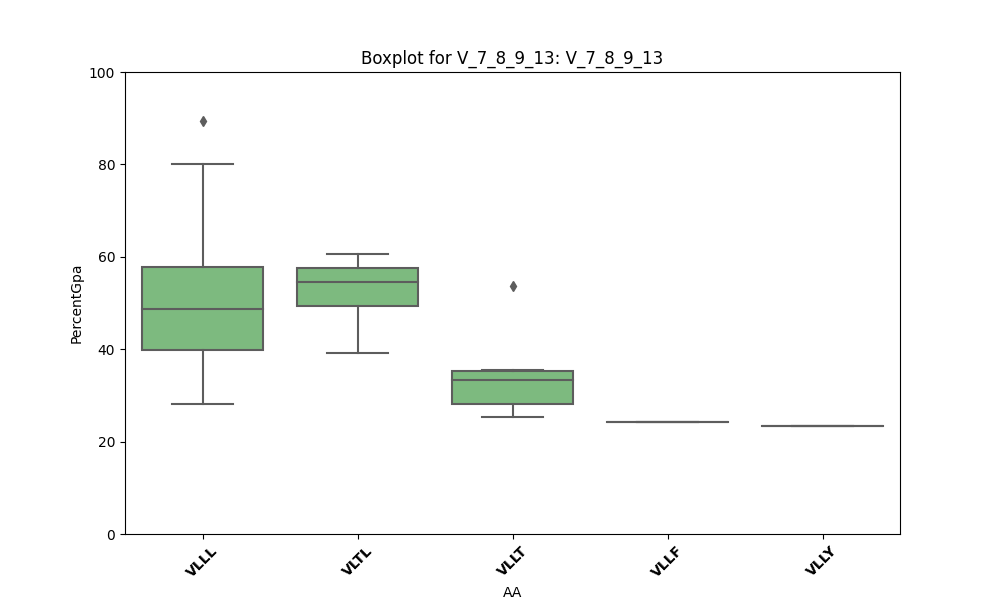 Boxplot for V_7_8_9_13: V_7_8_9_13
100
80
60
40
20
0
PercentGpa
VLLL
VLTL
VLLT
VLLF
VLLY
AA